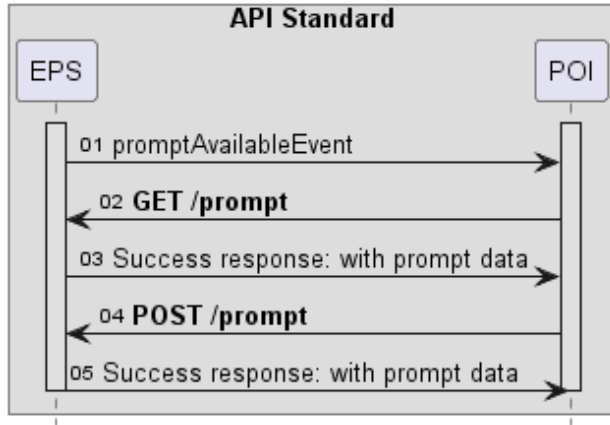 API Standard
EPS
POI
01 promptAvailableEvent
02 GET /prompt
03 Success response: with prompt data
04 POST /prompt
05 Success response: with prompt data